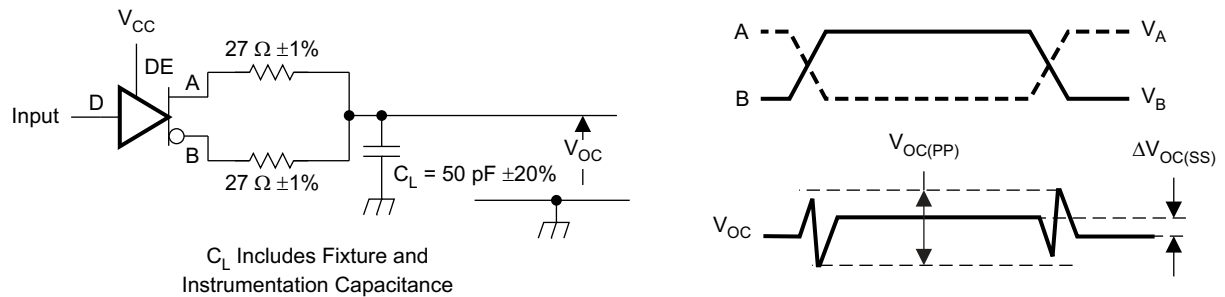 V_CC
27 Ω ±1%
DE
A
D
Input
B
27 Ω ±1%
C_L = 50 pF ±20%
V_OC
C_L Includes Fixture and
Instrumentation Capacitance
A
V_A
B
V_B
V_OC(PP)
ΔV_OC(SS)
V_OC